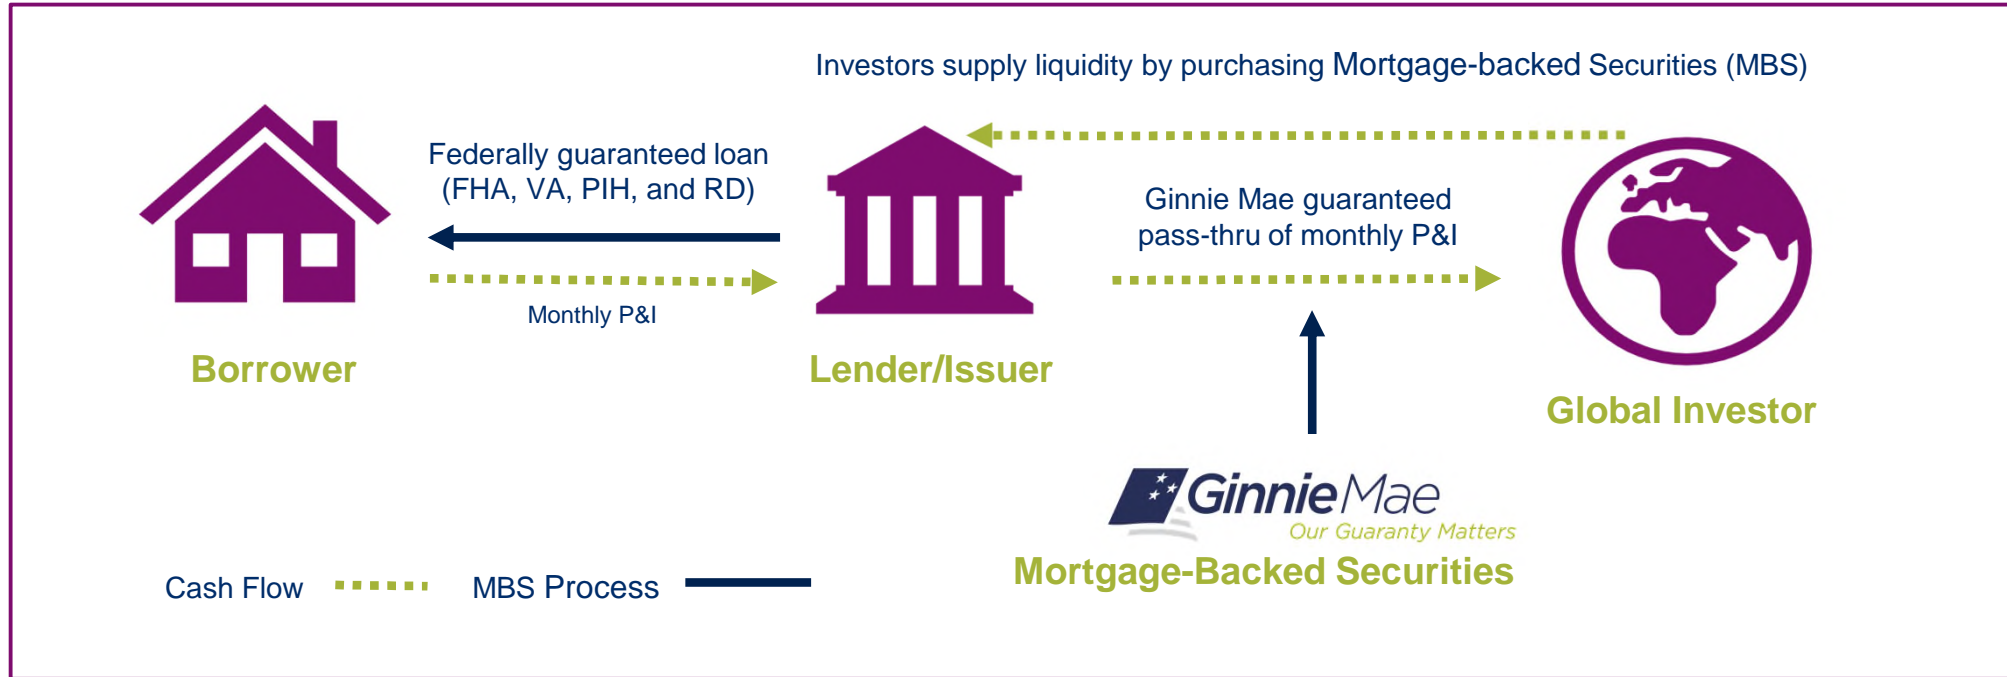 Investors supply liquidity by purchasing Mortgage-backed Securities (MBS)
Federally guaranteed loan
(FHA, VA, PIH, and RD)
Ginnie Mae guaranteed
pass-thru of monthly P&I
Monthly P&I
Borrower
Lender/Issuer
Global Investor
GinnieMae
Our Guaranty Matters
Mortgage-Backed Securities
Cash Flow
MBS Process